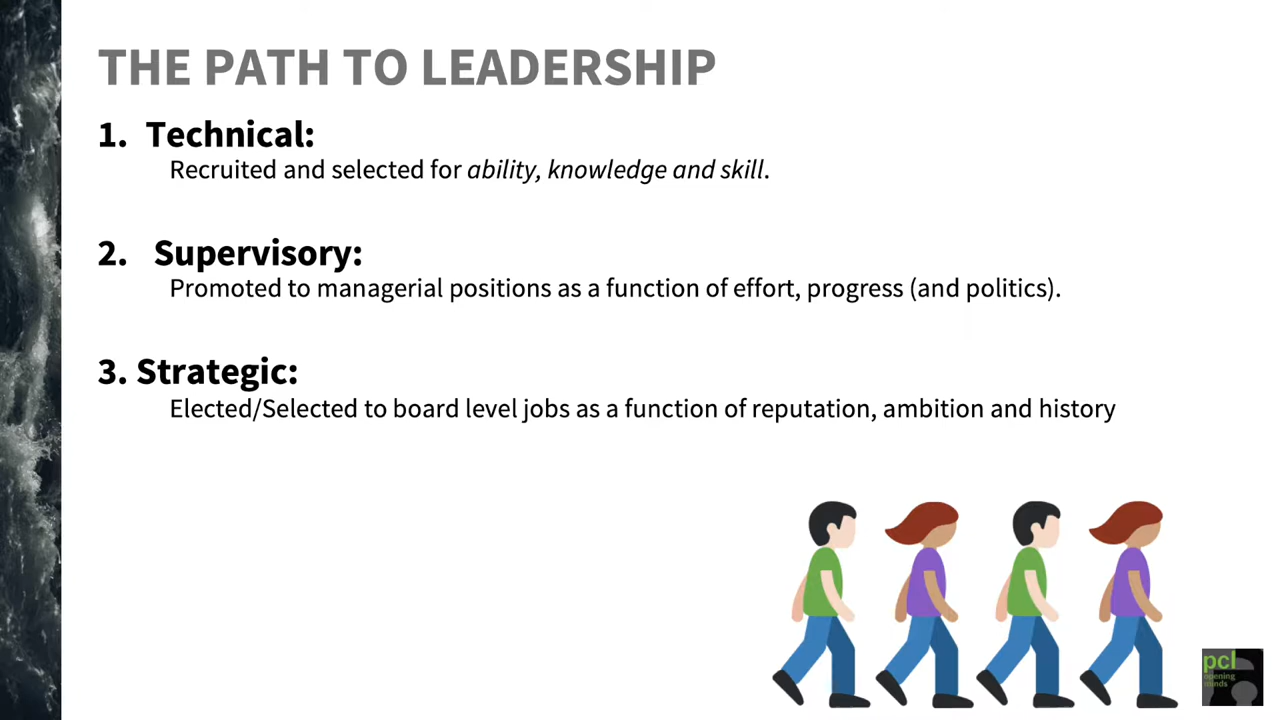 THE PATH TO LEADERSHIP
1. Technical:
Recruited and selected for ability, knowledge and skill.
2. Supervisory:
Promoted to managerial positions as a function of effort, progress (and politics).
3. Strategic:
Elected/Selected to board level jobs as a function of reputation, ambition and history
pcl
opening
minds